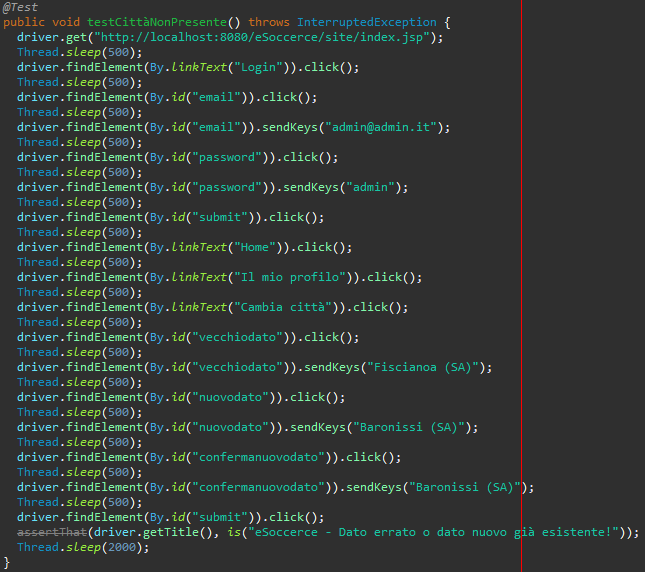 @Test
public void testCittàNonPresente() throws InterruptedException {
driver.get("http://localhost:8080/eSoccerce/site/index.jsp");
Thread.sleep(500);
driver.findElement(By.linkText("Login")).click();
Thread.sleep(500);
driver.findElement(By.id("email")).click();
Thread.sleep(500);
driver.findElement(By.id("email")).sendKeys("admin@admin.it");
Thread.sleep(500);
driver.findElement(By.id("password")).click();
Thread.sleep(500);
driver.findElement(By.id("password")).sendKeys("admin");
Thread.sleep(500);
driver.findElement(By.id("submit")).click();
Thread.sleep(500);
driver.findElement(By.linkText("Home")).click();
Thread.sleep(500);
driver.findElement(By.linkText("Il mio profilo")).click();
Thread.sleep(500);
driver.findElement(By.linkText("Cambia città")).click();
Thread.sleep(500);
driver.findElement(By.id("vecchiodato")).click();
Thread.sleep(500);
driver.findElement(By.id("vecchiodato")).sendKeys("Fiscianoa (SA)");
Thread.sleep(500);
driver.findElement(By.id("nuovodato")).click();
Thread.sleep(500);
driver.findElement(By.id("nuovodato")).sendKeys("Baronissi (SA)");
Thread.sleep(500);
driver.findElement(By.id("confermanuovodato")).click();
Thread.sleep(500);
driver.findElement(By.id("confermanuovodato")).sendKeys("Baronissi (SA)");
Thread.sleep(500);
driver.findElement(By.id("submit")).click();
assertThat(driver.getTitle(), is("eSoccerce - Dato errato o dato nuovo già esistente!"));
Thread.sleep(2000);
}